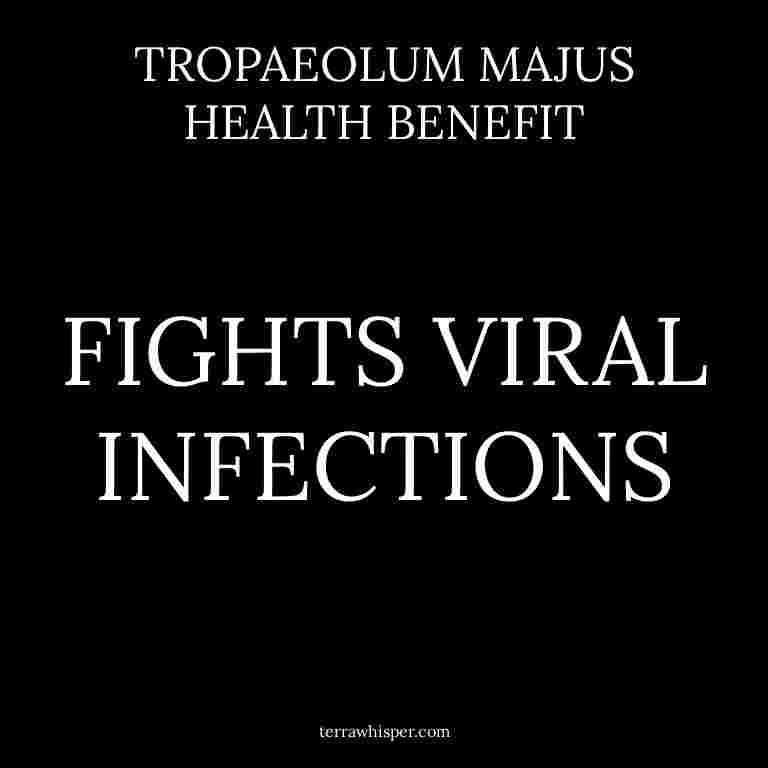 TROPAEOLUM MAJUS
HEALTH BENEFIT
FIGHTS VIRAL
INFECTIONS
terrawhisper.com